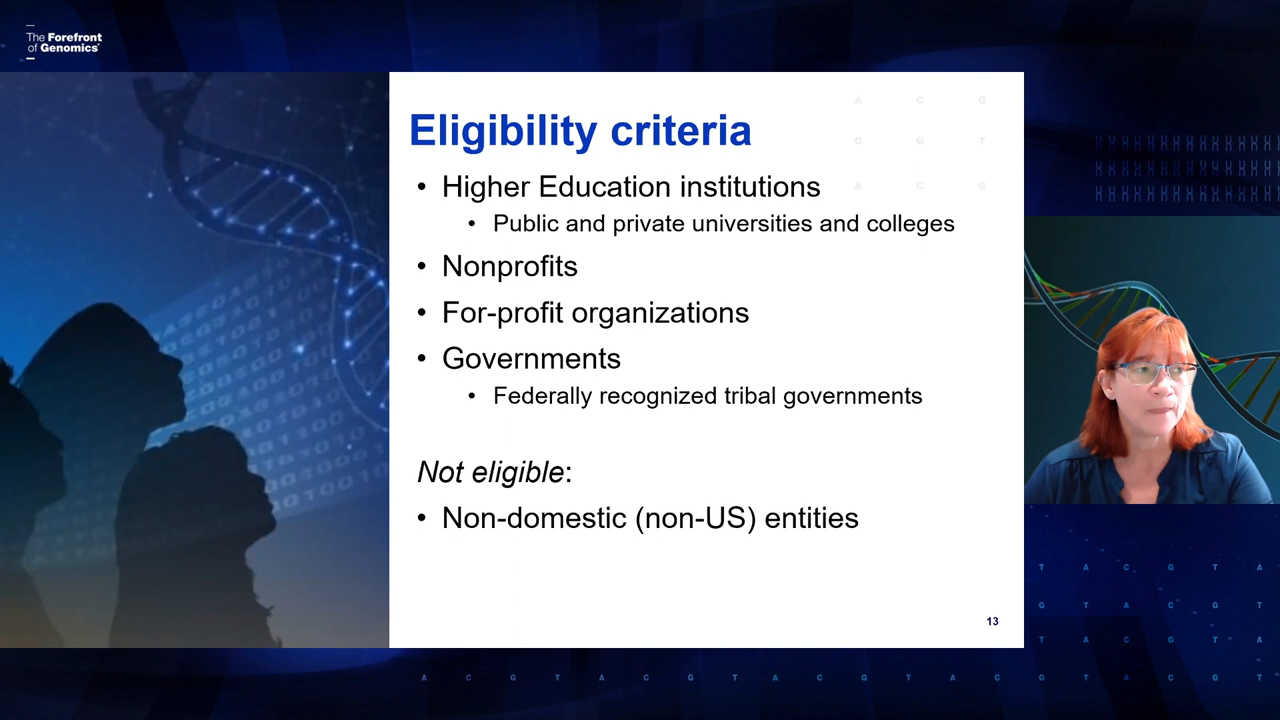 The Forefront
of Genomics®
Eligibility criteria
• Higher Education institutions
• Public and private universities and colleges
• Nonprofits
• For-profit organizations
• Governments
• Federally recognized tribal governments
Not eligible:
• Non-domestic (non-US) entities
13
A C G
C G T
A C G
T A C G T A
G T A C G T
T A C G T A
A C G T A C G T A C G T A C G T A C G T